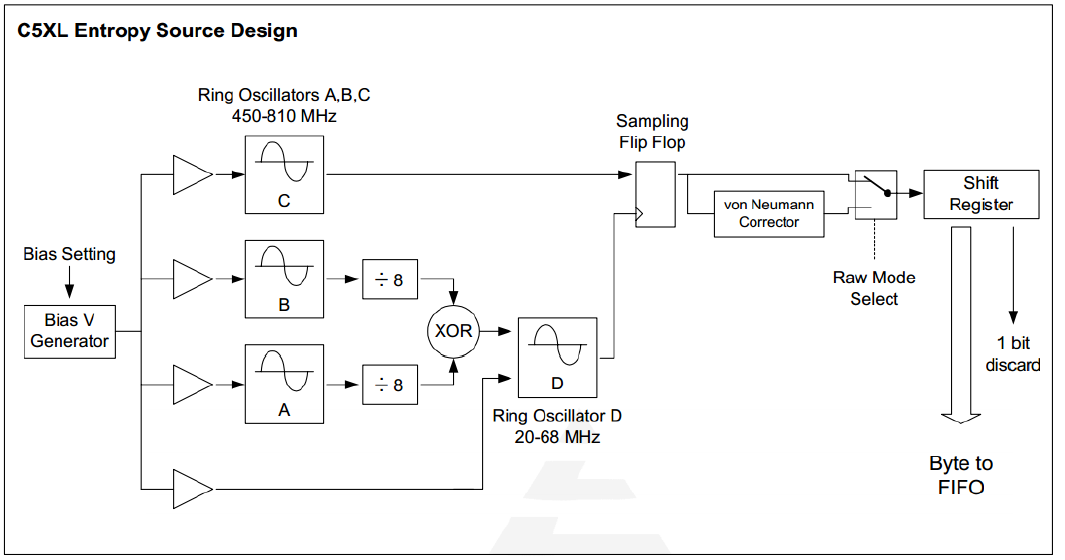 C5XL Entropy Source Design
Ring Oscillators A,B,C
450-810 MHz
C
Sampling
Flip Flop
von Neumann
Corrector
Shift
Register
Raw Mode
Select
1 bit
discard
Byte to
FIFO
Bias Setting
Bias V
Generator
B
÷ 8
XOR
A
÷ 8
D
Ring Oscillator D
20-68 MHz